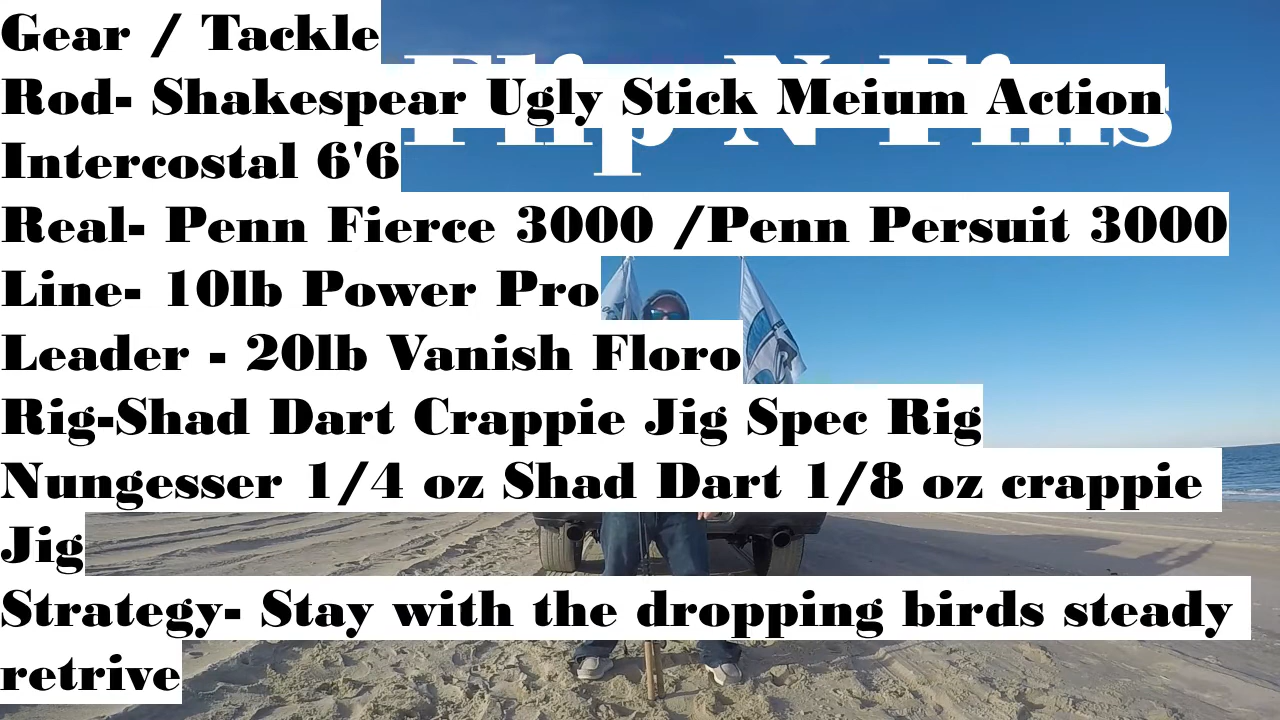 Gear / Tackle
Flip N Fins
Rod- Shakespear Ugly Stick Meium Action
Intercostal 6'6
Real- Penn Fierce 3000 /Penn Persuit 3000
Line- 10lb Power Pro
Leader - 20lb Vanish Floro
Rig-Shad Dart Crappie Jig Spec Rig
Nungesser 1/4 oz Shad Dart 1/8 oz crappie
Jig
Strategy- Stay with the dropping birds steady
retrive